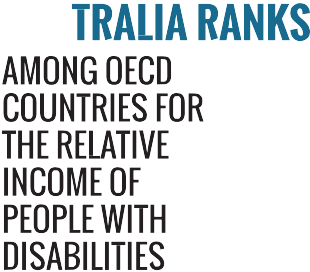 TRALIA RANKS
AMONG OECD
COUNTRIES FOR
THE RELATIVE
INCOME OF
PEOPLE WITH
DISABILITIES